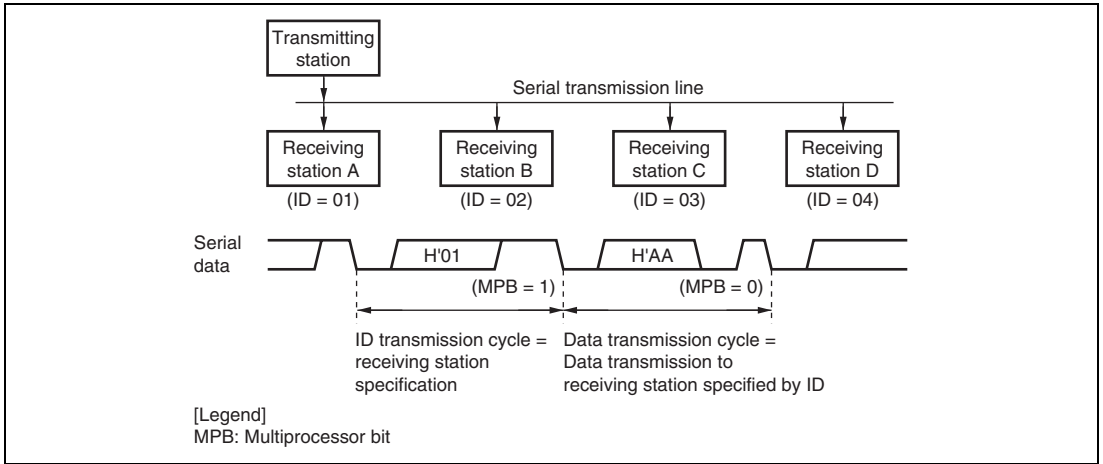 Transmitting
station
Serial transmission line
Receiving
station A
(ID = 01)
Receiving
station B
(ID = 02)
Receiving
station C
(ID = 03)
Receiving
station D
(ID = 04)
Serial
data
H'01
H'AA
(MPB = 1)
(MPB = 0)
ID transmission cycle =
receiving station
specification
Data transmission cycle =
Data transmission to
receiving station specified by ID
[Legend]
MPB: Multiprocessor bit